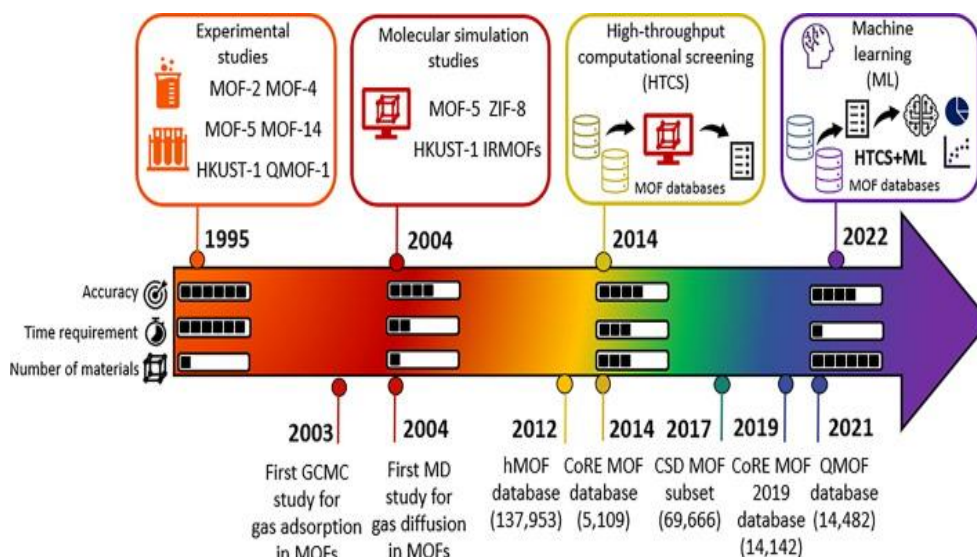 Experimental
studies
MOF-2 MOF-4
MOF-5 MOF-14
HKUST-1 QMOF-1
Molecular simulation
studies
MOF-5 ZIF-8
HKUST-1 IRMOFs
High-throughput
computational screening
(HTCS)
MOF databases
Machine
learning
(ML)
HTCS+ML
MOF databases
1995
2004
2014
2022
Accuracy
Time requirement
Number of materials
2003
First GCMC
study for
gas adsorption
in MOFs
2004
First MD
study for
gas diffusion
in MOFs
2012
hMOF
database
(137,953)
2014
CoRE MOF
database
(5,109)
2017
CSD MOF
subset
(69,666)
2019
CoRE MOF
2019
database
(14,142)
2021
QMOF
database
(14,482)